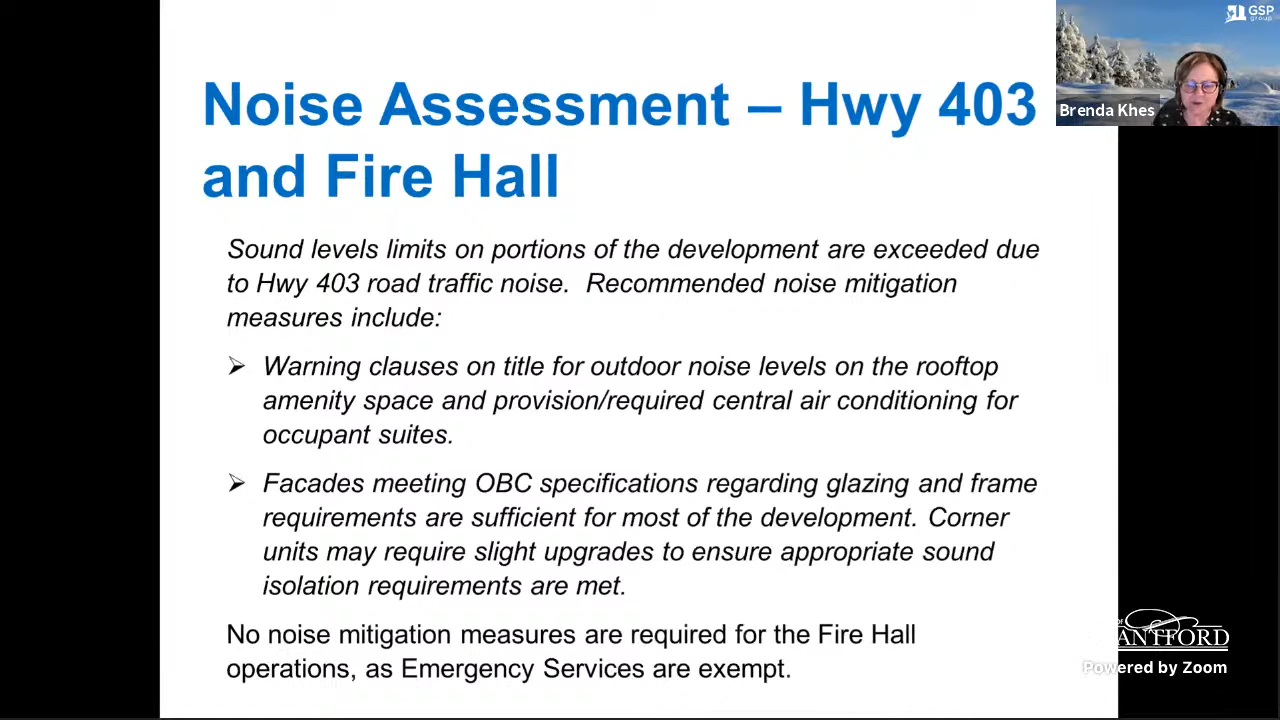 Noise Assessment – Hwy 403
and Fire Hall
Sound levels limits on portions of the development are exceeded due
to Hwy 403 road traffic noise.  Recommended noise mitigation
measures include:
➢ Warning clauses on title for outdoor noise levels on the rooftop
amenity space and provision/required central air conditioning for
occupant suites.
➢ Facades meeting OBC specifications regarding glazing and frame
requirements are sufficient for most of the development. Corner
units may require slight upgrades to ensure appropriate sound
isolation requirements are met.
No noise mitigation measures are required for the Fire Hall
operations, as Emergency Services are exempt.
GSP
group
Brenda Khes
OF
ANTFORD
Powered by Zoom